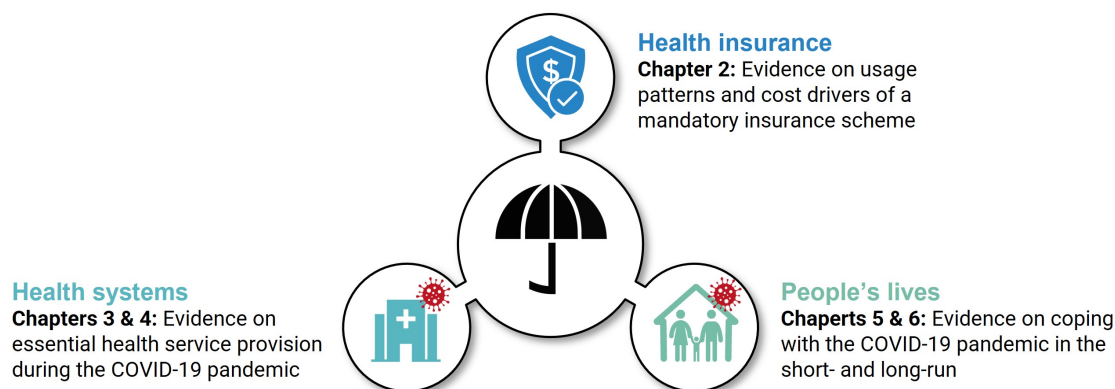 Health insurance
Chapter 2: Evidence on usage
patterns and cost drivers of a
mandatory insurance scheme
$
Health systems
Chapters 3 & 4: Evidence on
essential health service provision
during the COVID-19 pandemic
People's lives
Chaperts 5 & 6: Evidence on coping
with the COVID-19 pandemic in the
short- and long-run